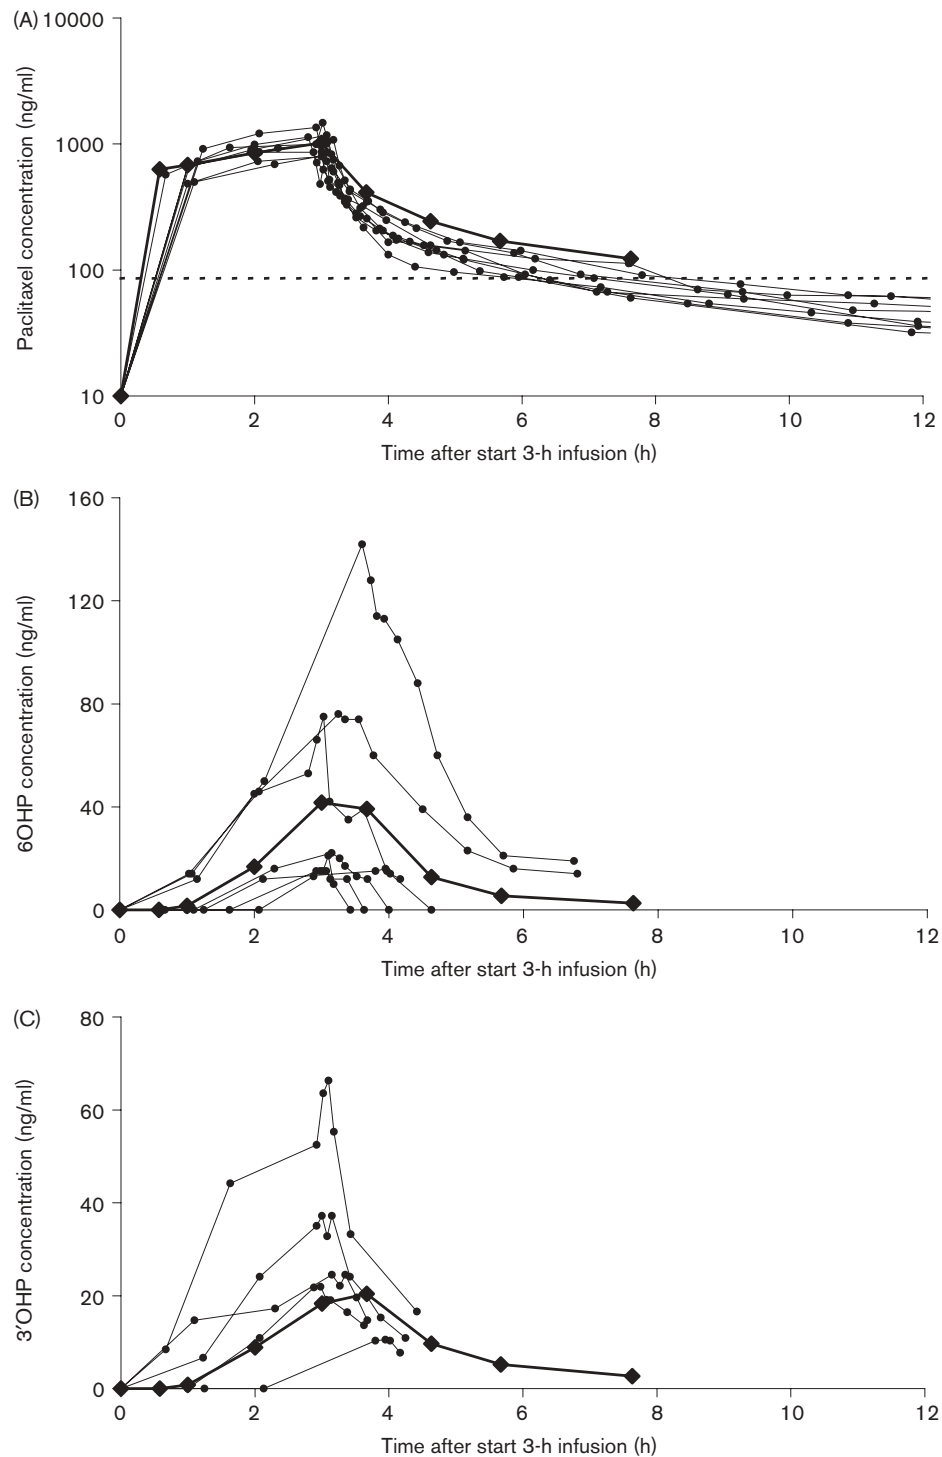 (A)
10000
1000
100
10
Paclitaxel concentration (ng/ml)
0 2 4 6 8 10 12
Time after start 3-h infusion (h)
(B)
160
120
80
40
0
6OHP concentration (ng/ml)
0 2 4 6 8 10 12
Time after start 3-h infusion (h)
(C)
80
60
40
20
0
3′OHP concentration (ng/ml)
0 2 4 6 8 10 12
Time after start 3-h infusion (h)